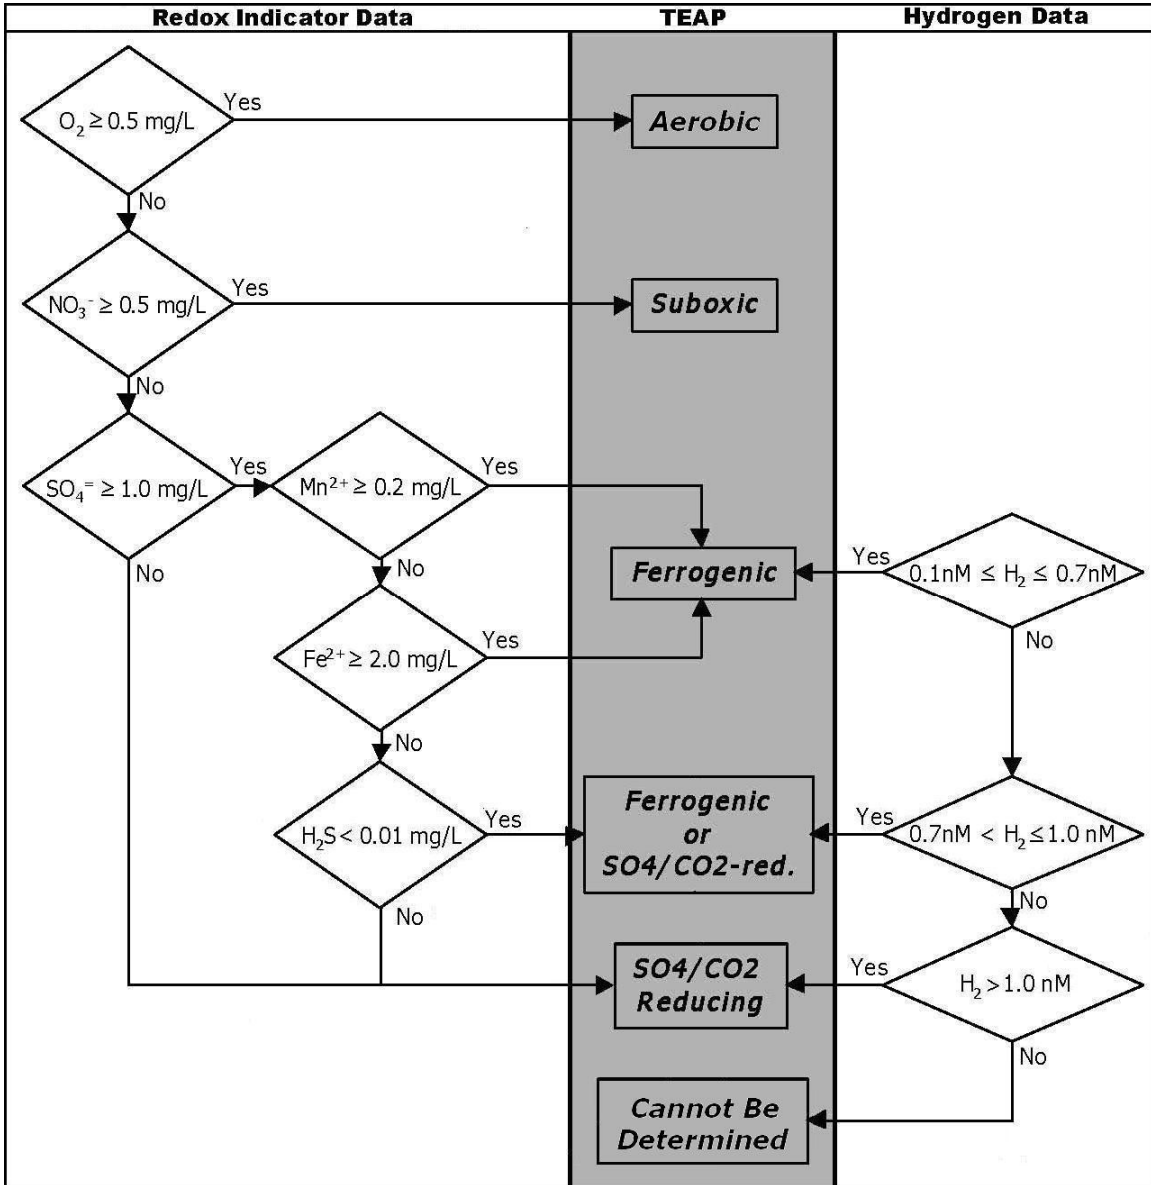 Redox Indicator Data
TEAP
Hydrogen Data
O₂ ≥ 0.5 mg/L
Yes
Aerobic
No
NO₃⁻ ≥ 0.5 mg/L
Yes
Suboxic
No
SO₄⁼ ≥ 1.0 mg/L
Yes
Mn²⁺ ≥ 0.2 mg/L
Yes
No
No
Ferrogenic
Yes
0.1nM ≤ H₂ ≤ 0.7nM
No
Fe²⁺ ≥ 2.0 mg/L
Yes
No
H₂S < 0.01 mg/L
Yes
Ferrogenic
or
SO4/CO2-red.
Yes
0.7nM < H₂ ≤ 1.0 nM
No
No
SO4/CO2
Reducing
Yes
H₂ > 1.0 nM
No
Cannot Be
Determined